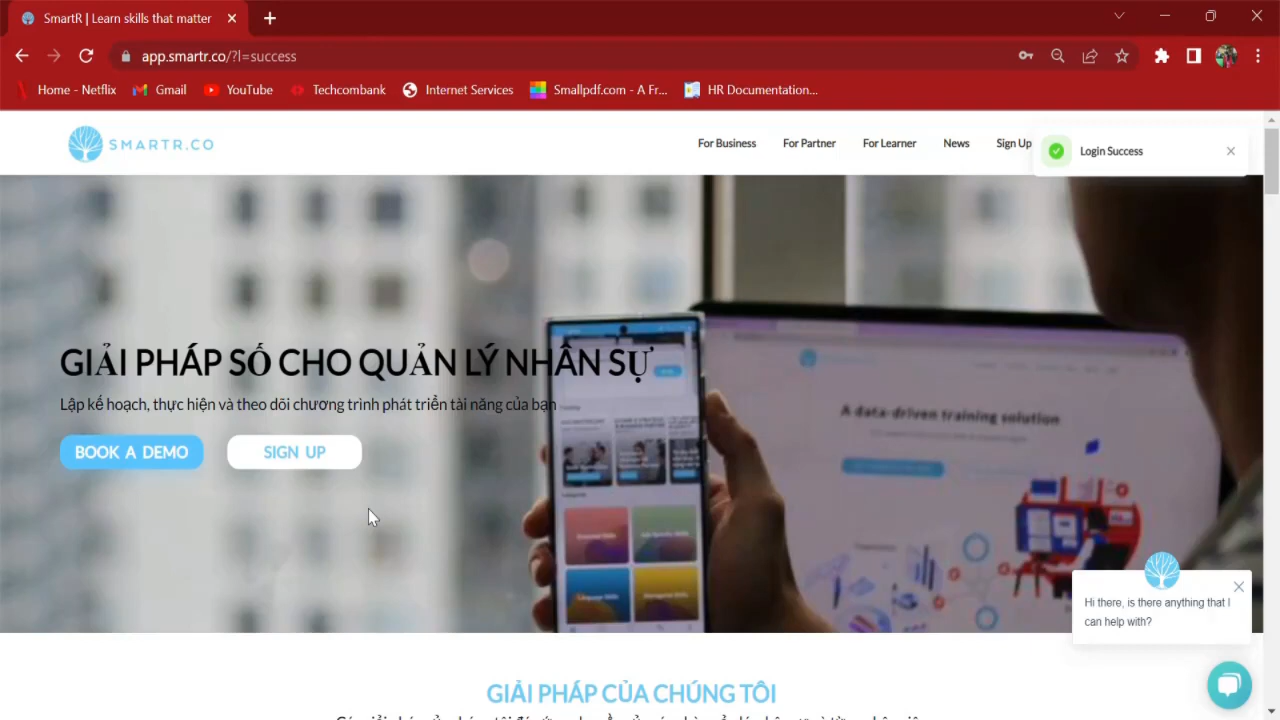 SmartR | Learn skills that matter
app.smartr.co/?l=success
Home - Netflix Gmail YouTube Techcombank Internet Services Smallpdf.com - A Fr... HR Documentation...
SMARTR.CO For Business For Partner For Learner News Sign Up
Login Success
GIẢI PHÁP SỐ CHO QUẢN LÝ NHÂN SỰ
Lập kế hoạch, thực hiện và theo dõi chương trình phát triển tài năng của bạn
BOOK A DEMO SIGN UP
A data-driven training solution
Hi there, is there anything that I
can help with?
GIẢI PHÁP CỦA CHÚNG TÔI